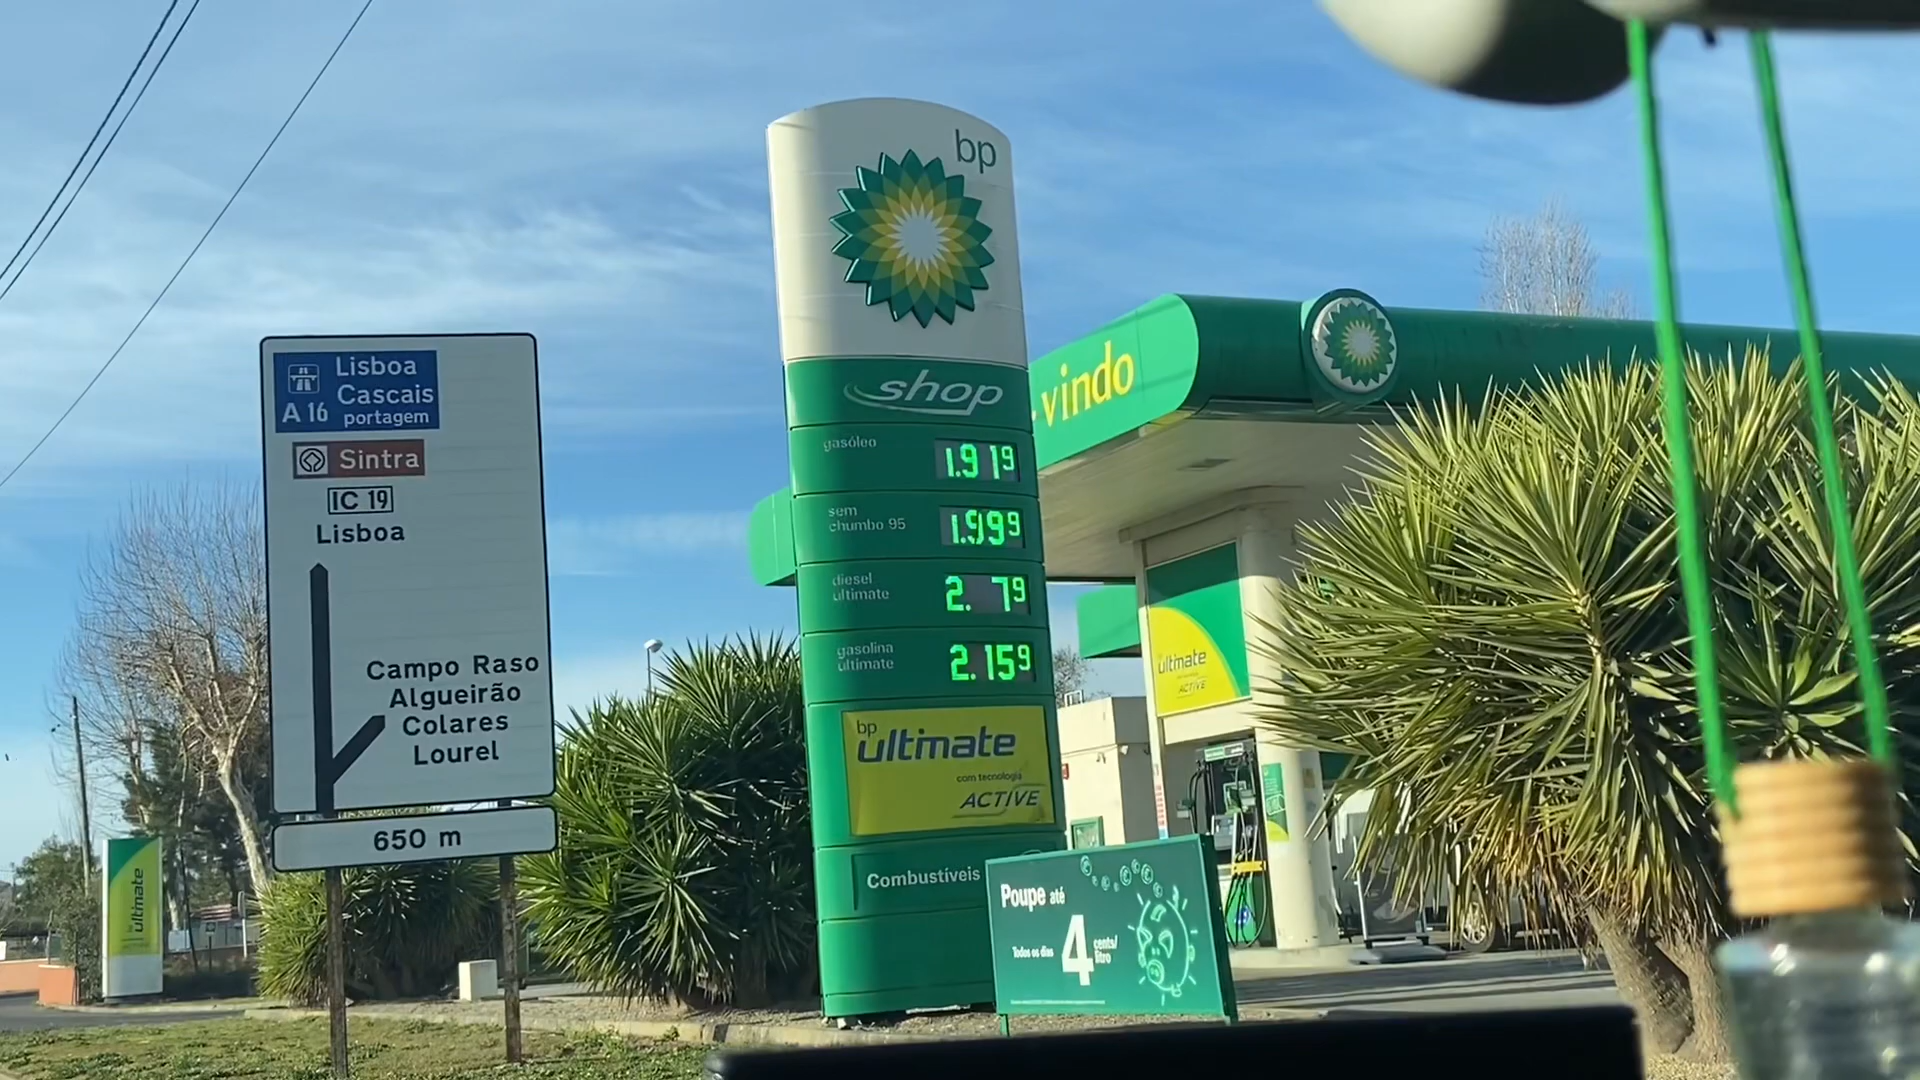 Lisboa
Cascais
A 16 portagem
Sintra
IC 19
Lisboa
Campo Raso
Algueirão
Colares
Lourel
650 m
ultimate
bp
shop
gasóleo 1.919
sem
chumbo 95 1.999
diesel
ultimate 2. 79
gasolina
ultimate 2.159
bp
ultimate
com tecnologia
ACTIVE
Combustíveis
Poupe até
Todos os dias 4 cents/
litro
vindo
ultimate
ACTIVE